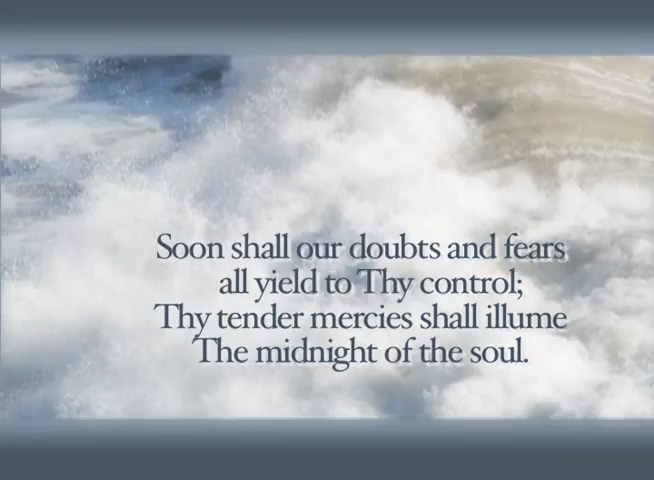 Soon shall our doubts and fears
all yield to Thy control;
Thy tender mercies shall illume
The midnight of the soul.